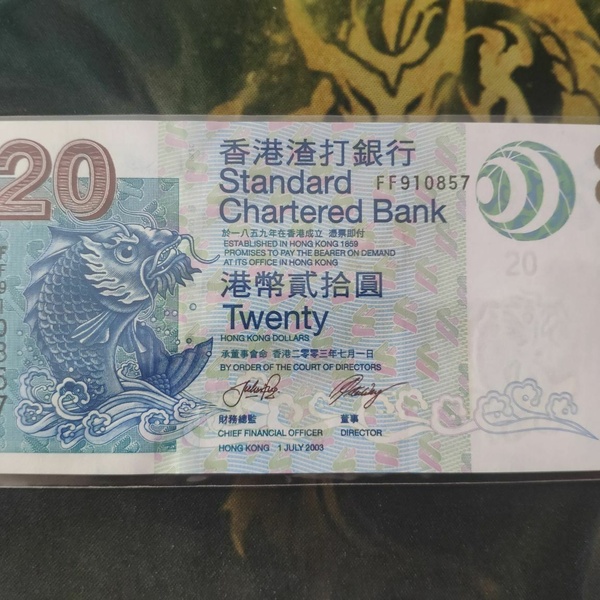 20
香港渣打銀行
Standard
Chartered Bank
FF910857
於一八五九年在香港成立 憑票即付
ESTABLISHED IN HONG KONG 1859
PROMISES TO PAY THE BEARER ON DEMAND
AT ITS OFFICE IN HONG KONG
20
港幣貳拾圓
Twenty
HONG KONG DOLLARS
承董事會命 香港二零零三年七月一日
BY ORDER OF THE COURT OF DIRECTORS
財務總監 董事
CHIEF FINANCIAL OFFICER DIRECTOR
HONG KONG 1 JULY 2003